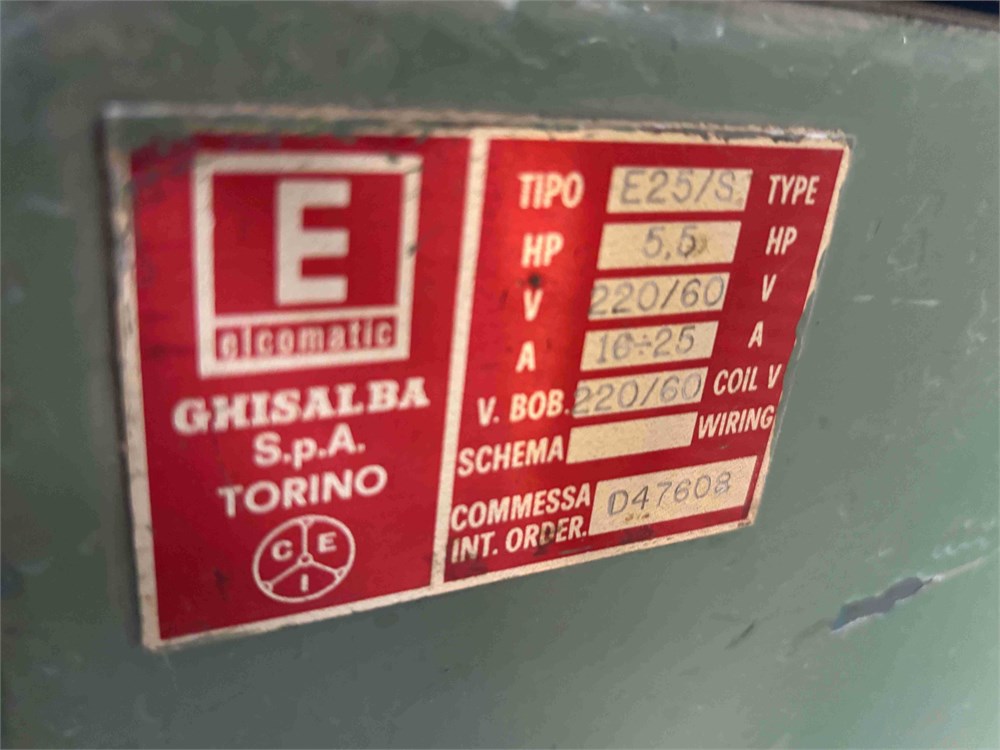 E
elcomatic
GHISALBA
S.p.A.
TORINO
C E I
TIPO E25/S. TYPE
HP 5,5 HP
V 220/60 V
A 16÷25 A
V. BOB. 220/60 COIL V
SCHEMA WIRING
COMMESSA
INT. ORDER. D47608